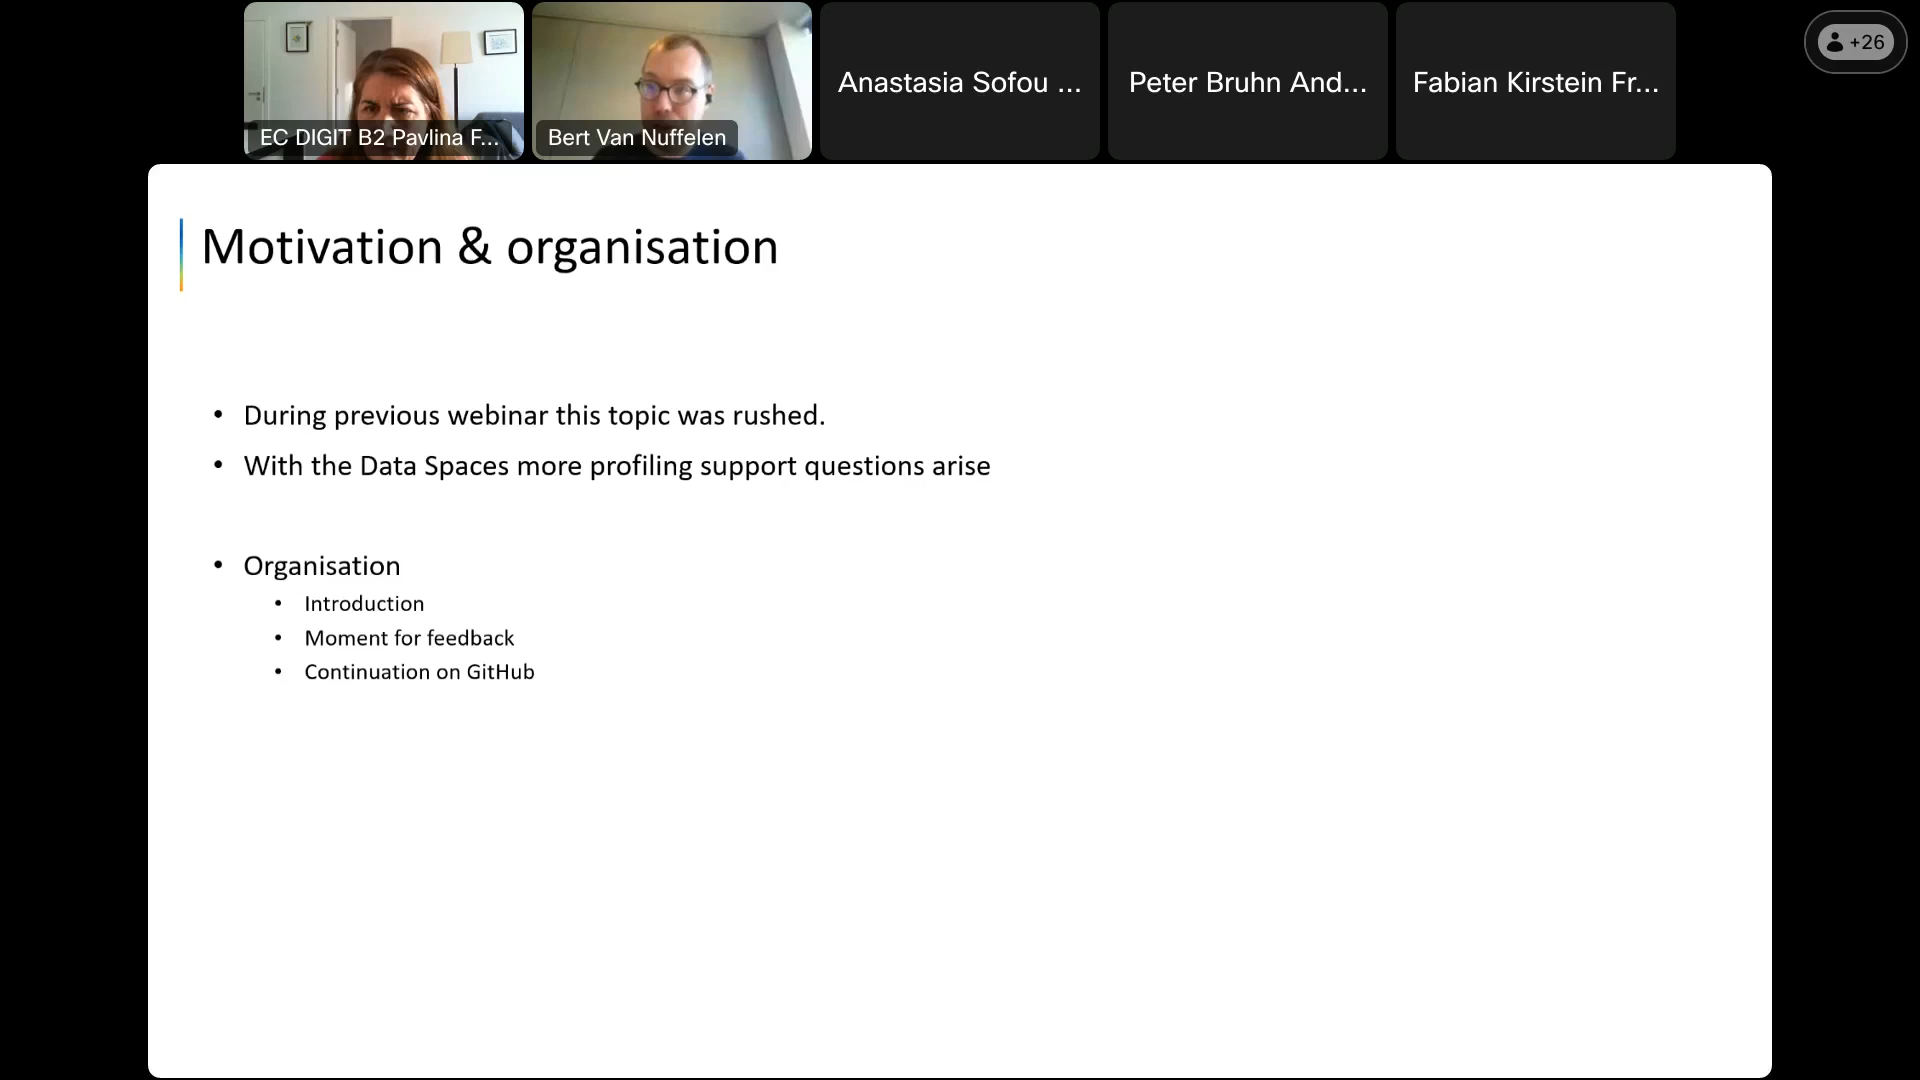 EC DIGIT B2 Pavlina F...
Bert Van Nuffelen
Anastasia Sofou ...
Peter Bruhn And...
Fabian Kirstein Fr...
+26
Motivation & organisation
• During previous webinar this topic was rushed.
• With the Data Spaces more profiling support questions arise
• Organisation
• Introduction
• Moment for feedback
• Continuation on GitHub